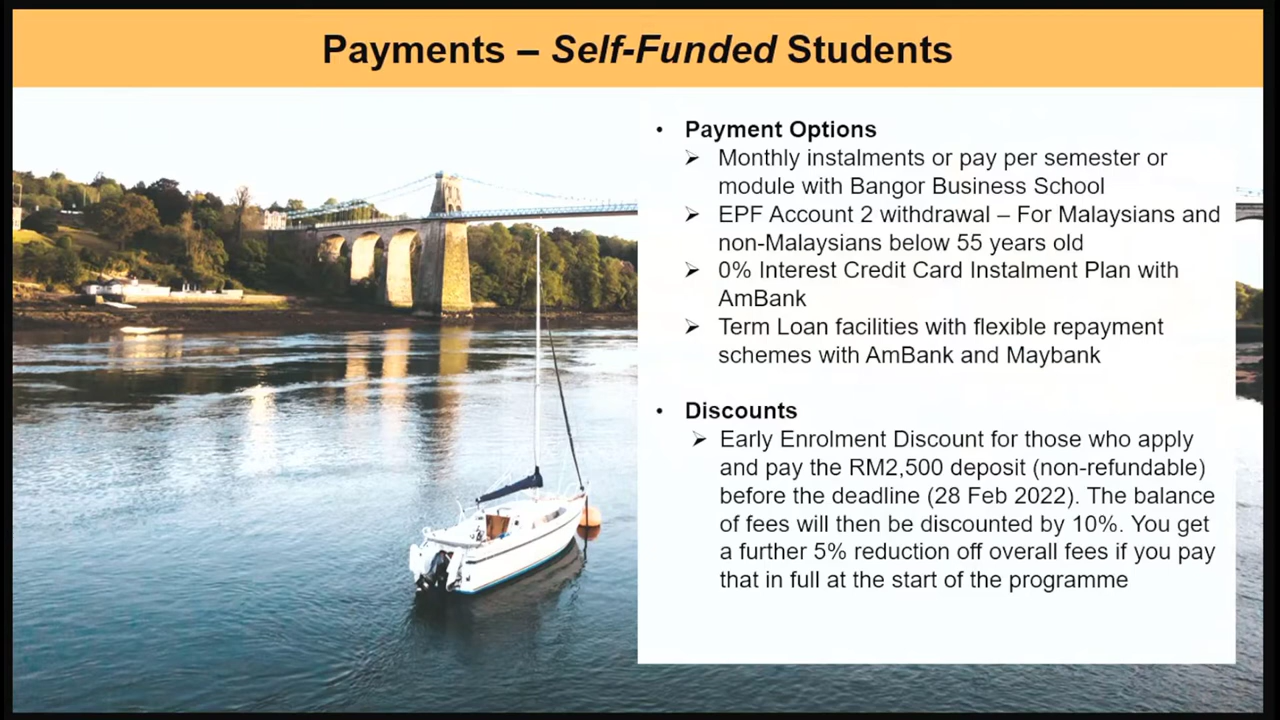 Payments – Self-Funded Students
• Payment Options
➢ Monthly instalments or pay per semester or
module with Bangor Business School
➢ EPF Account 2 withdrawal – For Malaysians and
non-Malaysians below 55 years old
➢ 0% Interest Credit Card Instalment Plan with
AmBank
➢ Term Loan facilities with flexible repayment
schemes with AmBank and Maybank
• Discounts
➢ Early Enrolment Discount for those who apply
and pay the RM2,500 deposit (non-refundable)
before the deadline (28 Feb 2022). The balance
of fees will then be discounted by 10%. You get
a further 5% reduction off overall fees if you pay
that in full at the start of the programme